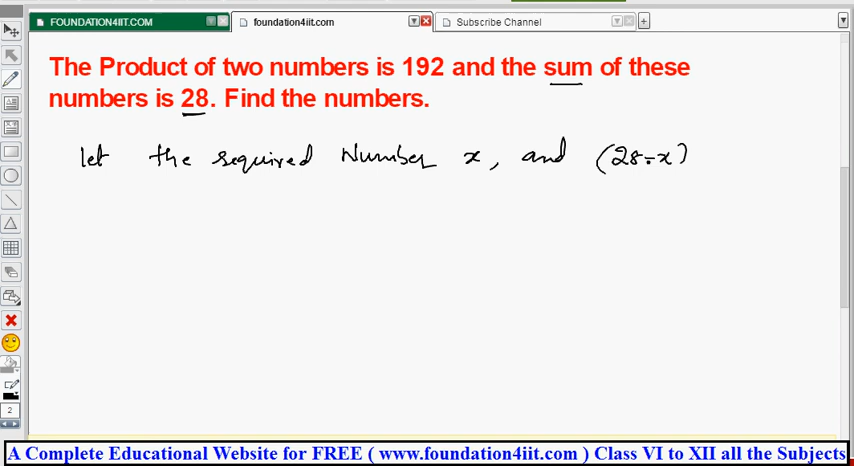 FOUNDATION4IIT.COM
foundation4iit.com
Subscribe Channel
The Product of two numbers is 192 and the sum of these
numbers is 28. Find the numbers.
let the required Number x, and (28-x)
2
A Complete Educational Website for FREE ( www.foundation4iit.com ) Class VI to XII all the Subjects